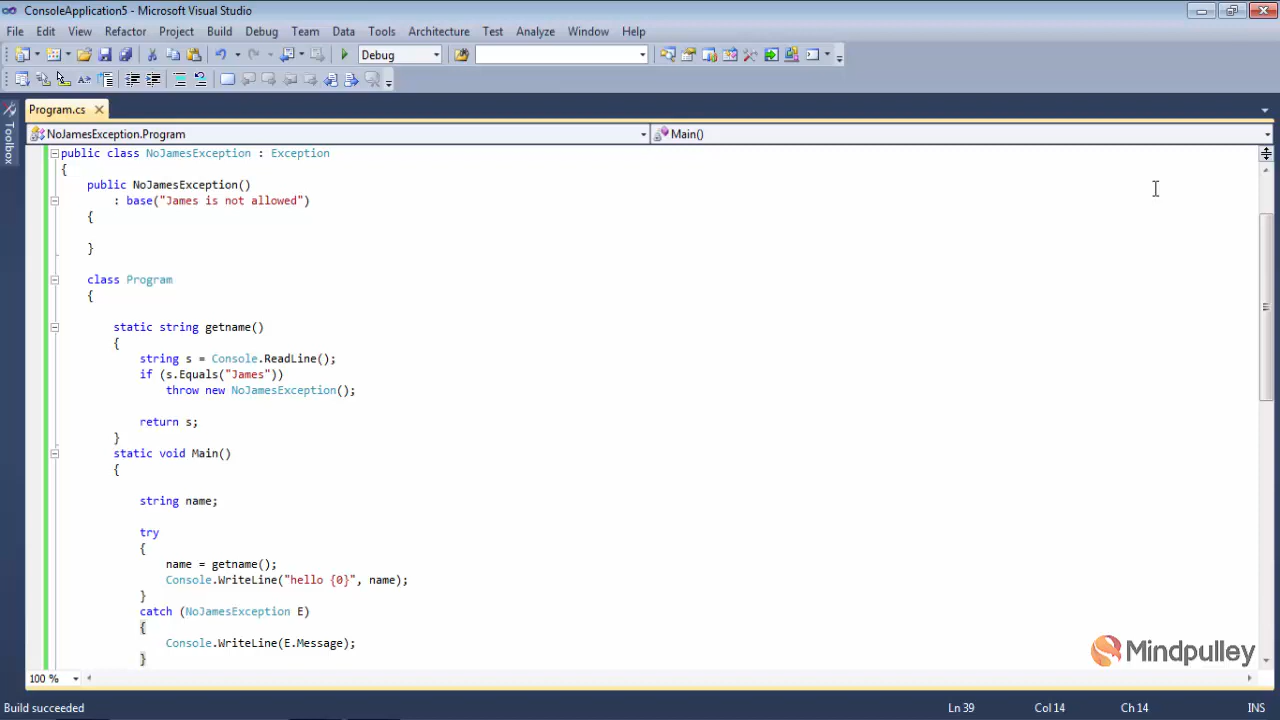 ConsoleApplication5 - Microsoft Visual Studio
File Edit View Refactor Project Build Debug Team Data Tools Architecture Test Analyze Window Help
Debug
Program.cs
Toolbox
NoJamesException.Program
Main()
public class NoJamesException : Exception
{
public NoJamesException()
: base("James is not allowed")
{
}
class Program
{
static string getname()
{
string s = Console.ReadLine();
if (s.Equals("James"))
throw new NoJamesException();
return s;
}
static void Main()
{
string name;
try
{
name = getname();
Console.WriteLine("hello {0}", name);
}
catch (NoJamesException E)
{
Console.WriteLine(E.Message);
}
Mindpulley
100 %
Build succeeded
Ln 39 Col 14 Ch 14 INS